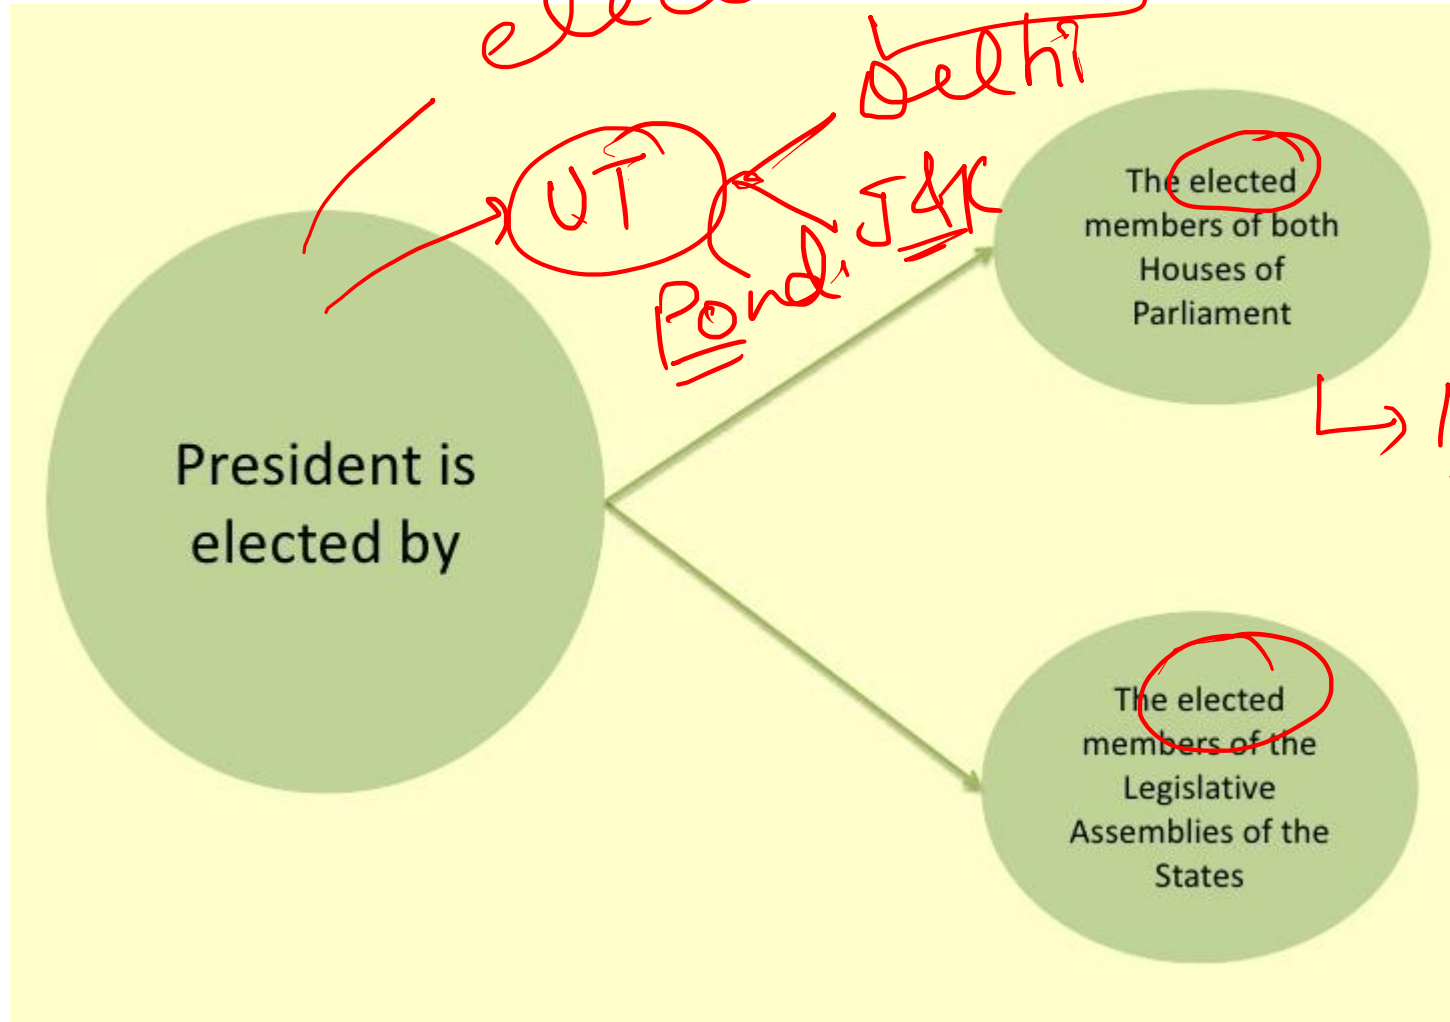 Delhi
UT
J&K
Pondi
The elected
members of both
Houses of
Parliament
President is
elected by
The elected
members of the
Legislative
Assemblies of the
States